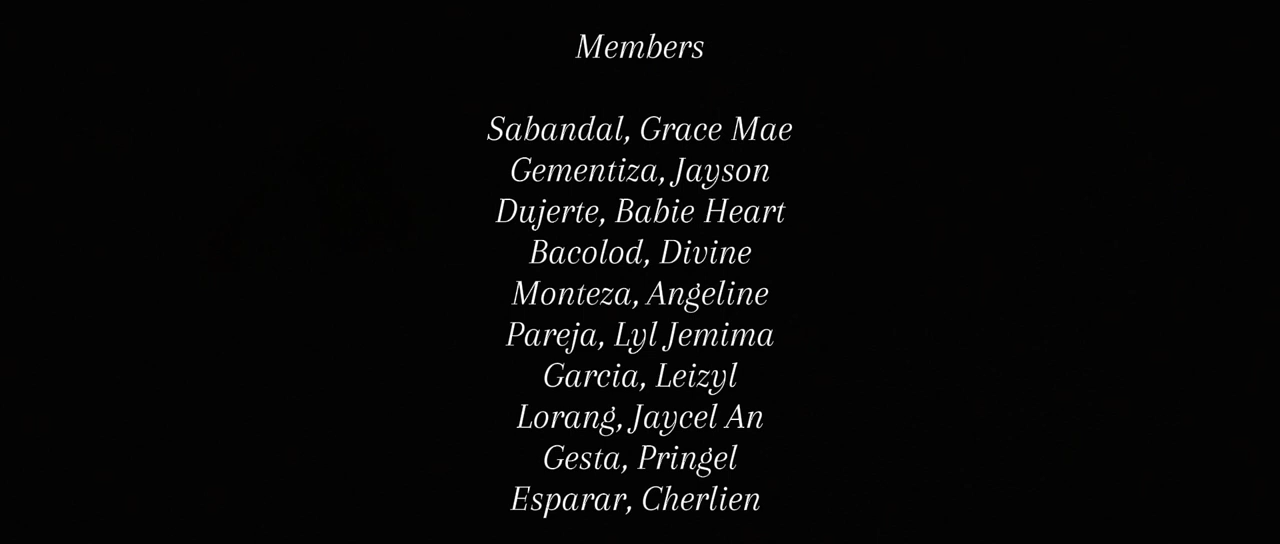 Members
Sabandal, Grace Mae
Gementiza, Jayson
Dujerte, Babie Heart
Bacolod, Divine
Monteza, Angeline
Pareja, Lyl Jemima
Garcia, Leizyl
Lorang, Jaycel An
Gesta, Pringel
Esparar, Cherlien